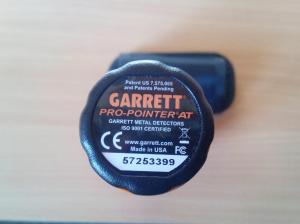 Patent US 7,575,065
and Patents Pending
GARRETT®
PRO-POINTER® AT
GARRETT METAL DETECTORS
ISO 9001 CERTIFIED
CE
FC
www.garrett.com
Made in USA
57253399